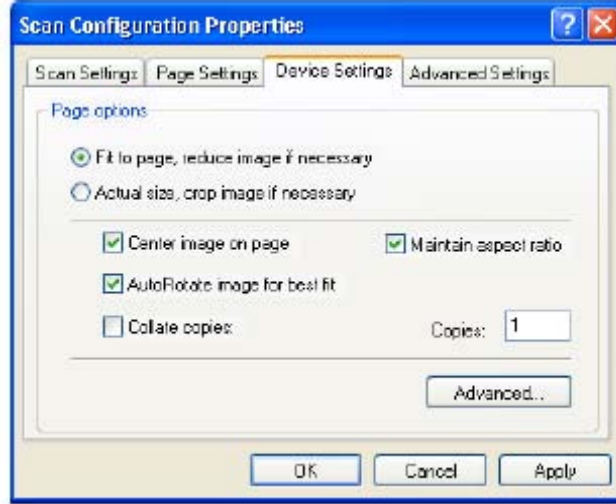 Scan Configuration Properties
Scan Settings Page Settings Device Settings Advanced Settings
Page options
Fit to page, reduce image if necessary
Actual size, crop image if necessary
Center image on page Maintain aspect ratio
AutoRotate image for best fit
Collate copies Copies: 1
Advanced...
OK Cancel Apply